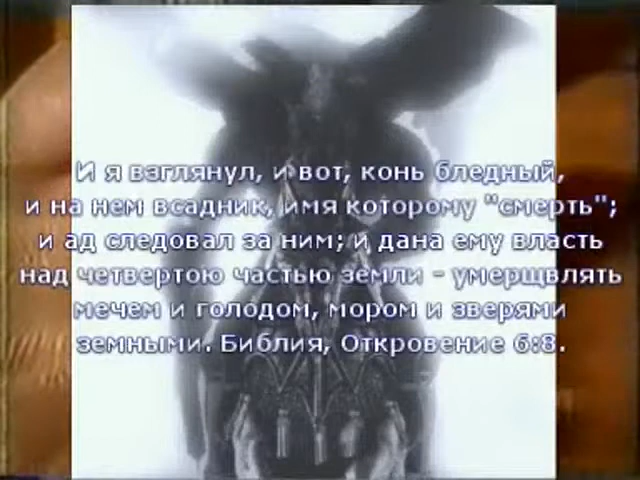 И я взглянул, и вот, конь бледный,
и на нем всадник, имя которому "смерть";
и ад следовал за ним; и дана ему власть
над четвертою частью земли - умерщвлять
мечем и голодом, мором и зверями
земными. Библия, Откровение 6:8.